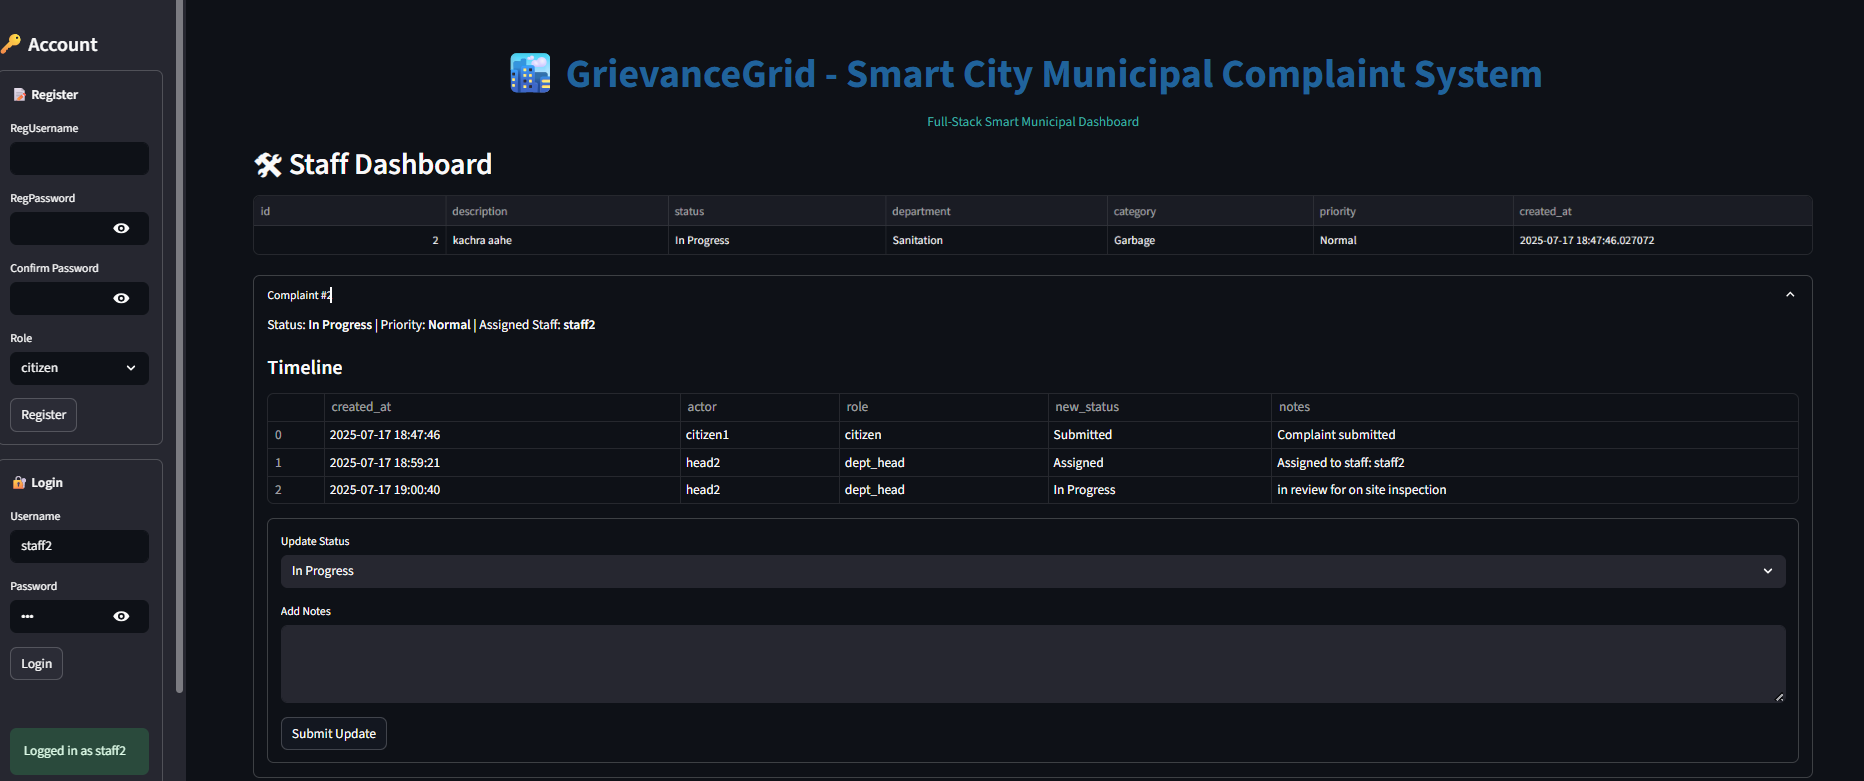 Account
Register
RegUsername
RegPassword
Confirm Password
Role
citizen
Register
Login
Username
staff2
Password
•••
Login
Logged in as staff2
GrievanceGrid - Smart City Municipal Complaint System
Full-Stack Smart Municipal Dashboard
Staff Dashboard
id description status department category priority created_at
2 kachra aahe In Progress Sanitation Garbage Normal 2025-07-17 18:47:46.027072
Complaint #2
Status: In Progress | Priority: Normal | Assigned Staff: staff2
Timeline
created_at actor role new_status notes
0 2025-07-17 18:47:46 citizen1 citizen Submitted Complaint submitted
1 2025-07-17 18:59:21 head2 dept_head Assigned Assigned to staff: staff2
2 2025-07-17 19:00:40 head2 dept_head In Progress in review for on site inspection
Update Status
In Progress
Add Notes
Submit Update